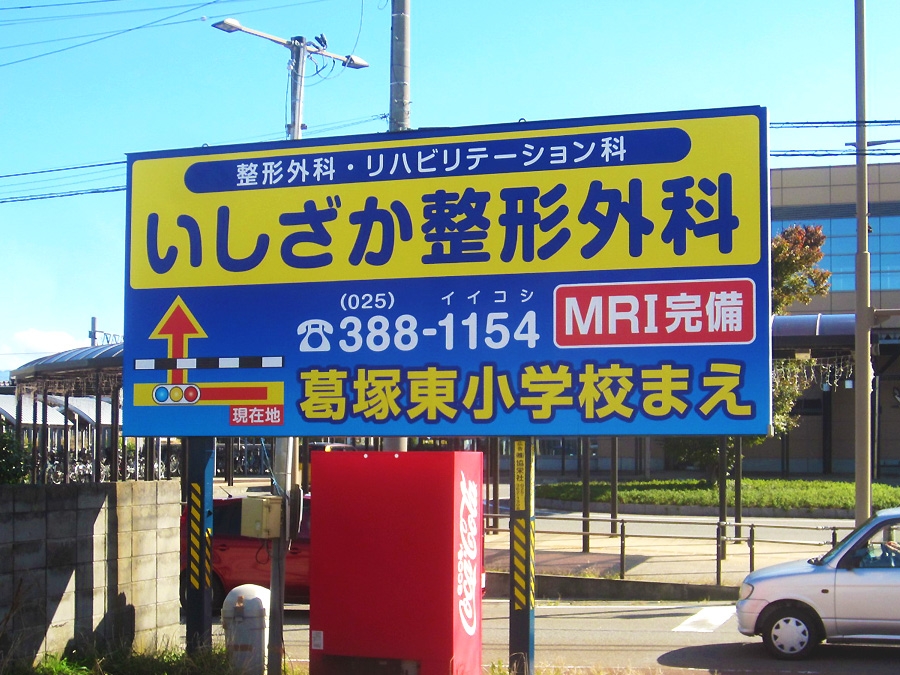 整形外科・リハビリテーション科
いしざか整形外科
(025) イイコシ
☎388-1154
MRI完備
現在地
葛塚東小学校まえ
Coca-Cola